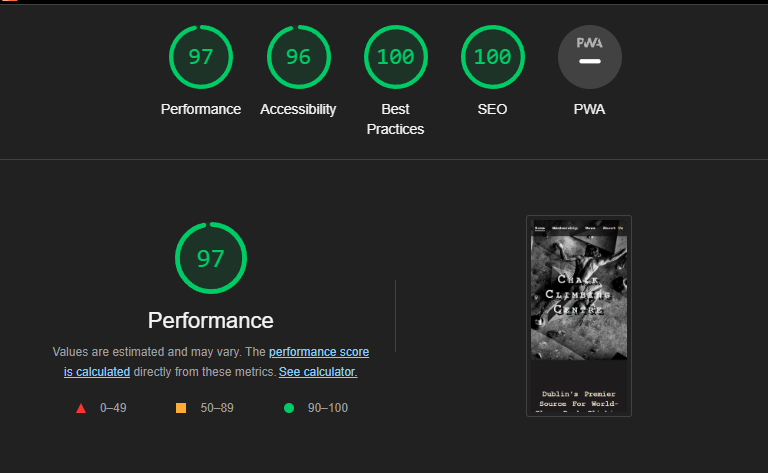 97
96
100
100
PWA
Performance
Accessibility
Best
Practices
SEO
PWA
97
Performance
Values are estimated and may vary. The performance score
is calculated directly from these metrics. See calculator.
0–49
50–89
90–100
Home Membership News About Us
Chalk
Climbing
Centre
Dublin's Premier
Source For World-